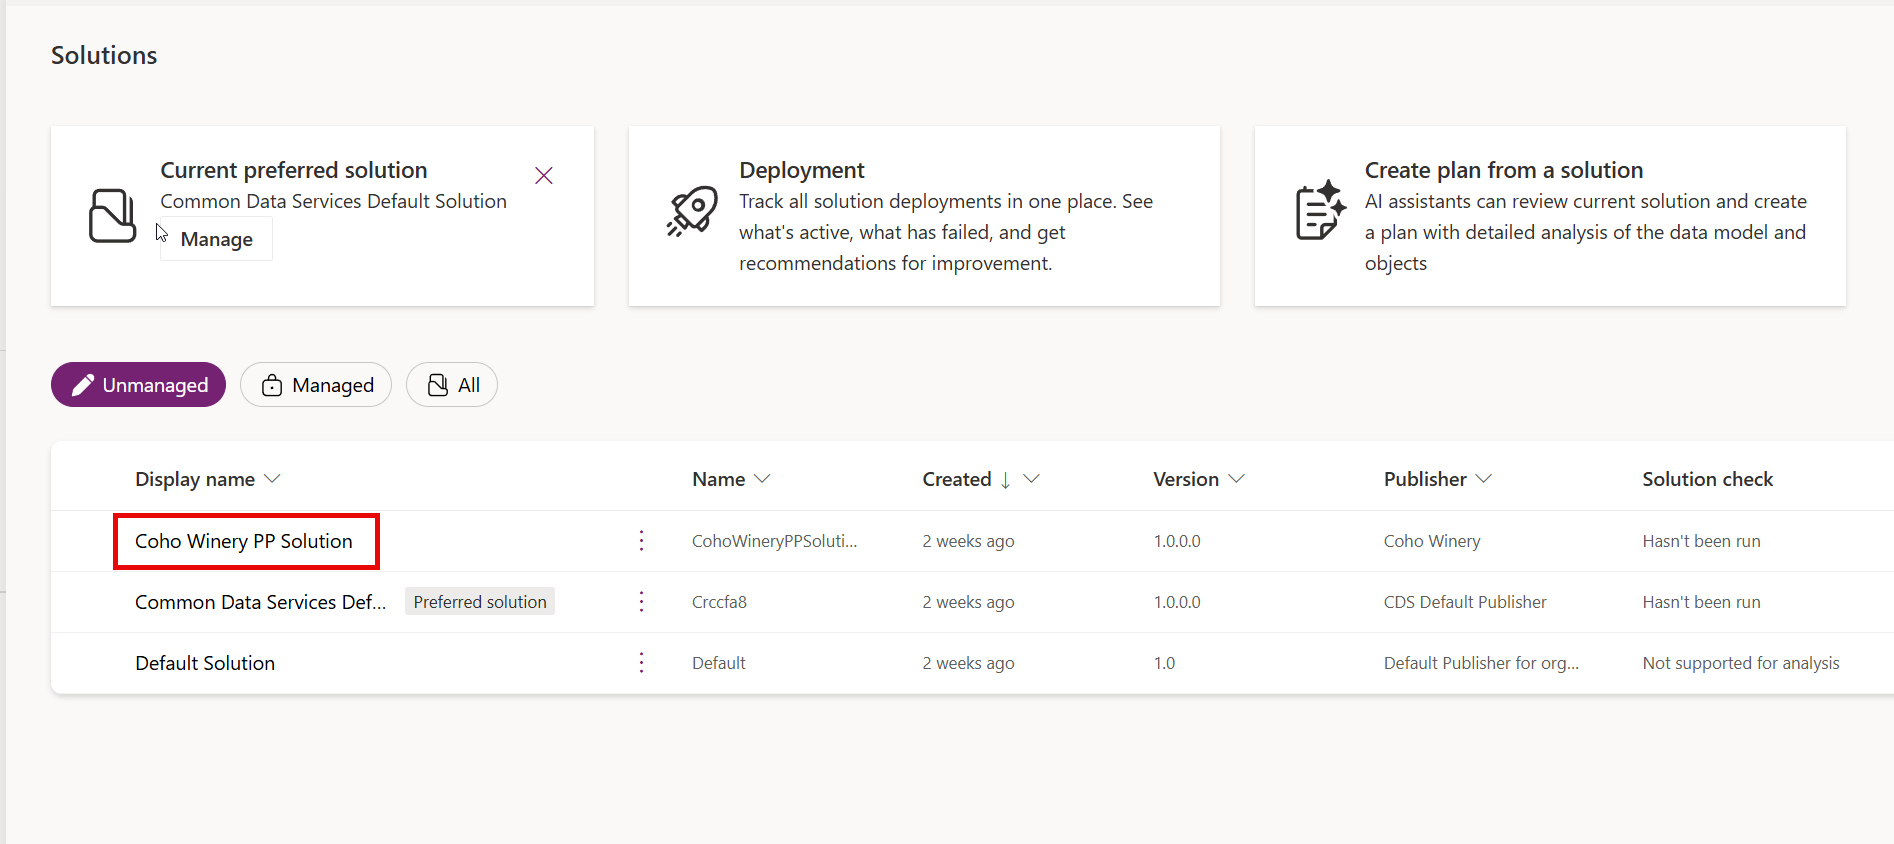 Solutions
Current preferred solution
Common Data Services Default Solution
Manage
Deployment
Track all solution deployments in one place. See
what's active, what has failed, and get
recommendations for improvement.
Create plan from a solution
AI assistants can review current solution and create
a plan with detailed analysis of the data model and
objects
Unmanaged Managed All
Display name Name Created Version Publisher Solution check
Coho Winery PP Solution CohoWineryPPSoluti... 2 weeks ago 1.0.0.0 Coho Winery Hasn't been run
Common Data Services Def... Preferred solution Crccfa8 2 weeks ago 1.0.0.0 CDS Default Publisher Hasn't been run
Default Solution Default 2 weeks ago 1.0 Default Publisher for org... Not supported for analysis